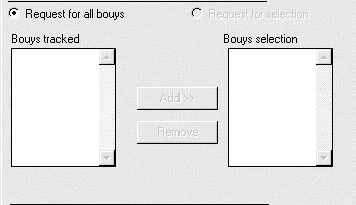 Request for all bouys
Request for selection
Bouys tracked
Bouys selection
Add >>
Remove